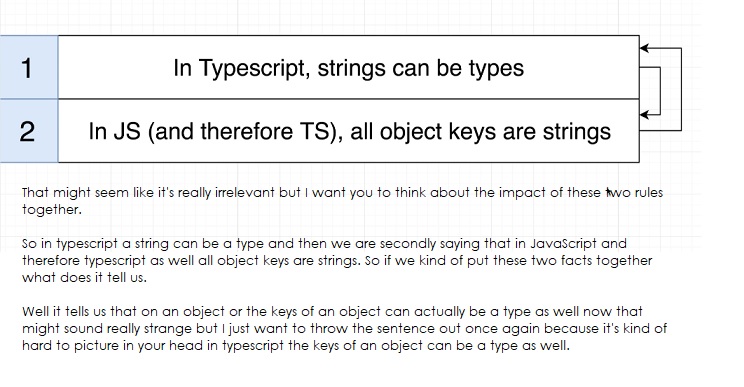 1
In Typescript, strings can be types
2
In JS (and therefore TS), all object keys are strings
That might seem like it's really irrelevant but I want you to think about the impact of these two rules
together.
So in typescript a string can be a type and then we are secondly saying that in JavaScript and
therefore typescript as well all object keys are strings. So if we kind of put these two facts together
what does it tell us.
Well it tells us that on an object or the keys of an object can actually be a type as well now that
might sound really strange but I just want to throw the sentence out once again because it's kind of
hard to picture in your head in typescript the keys of an object can be a type as well.